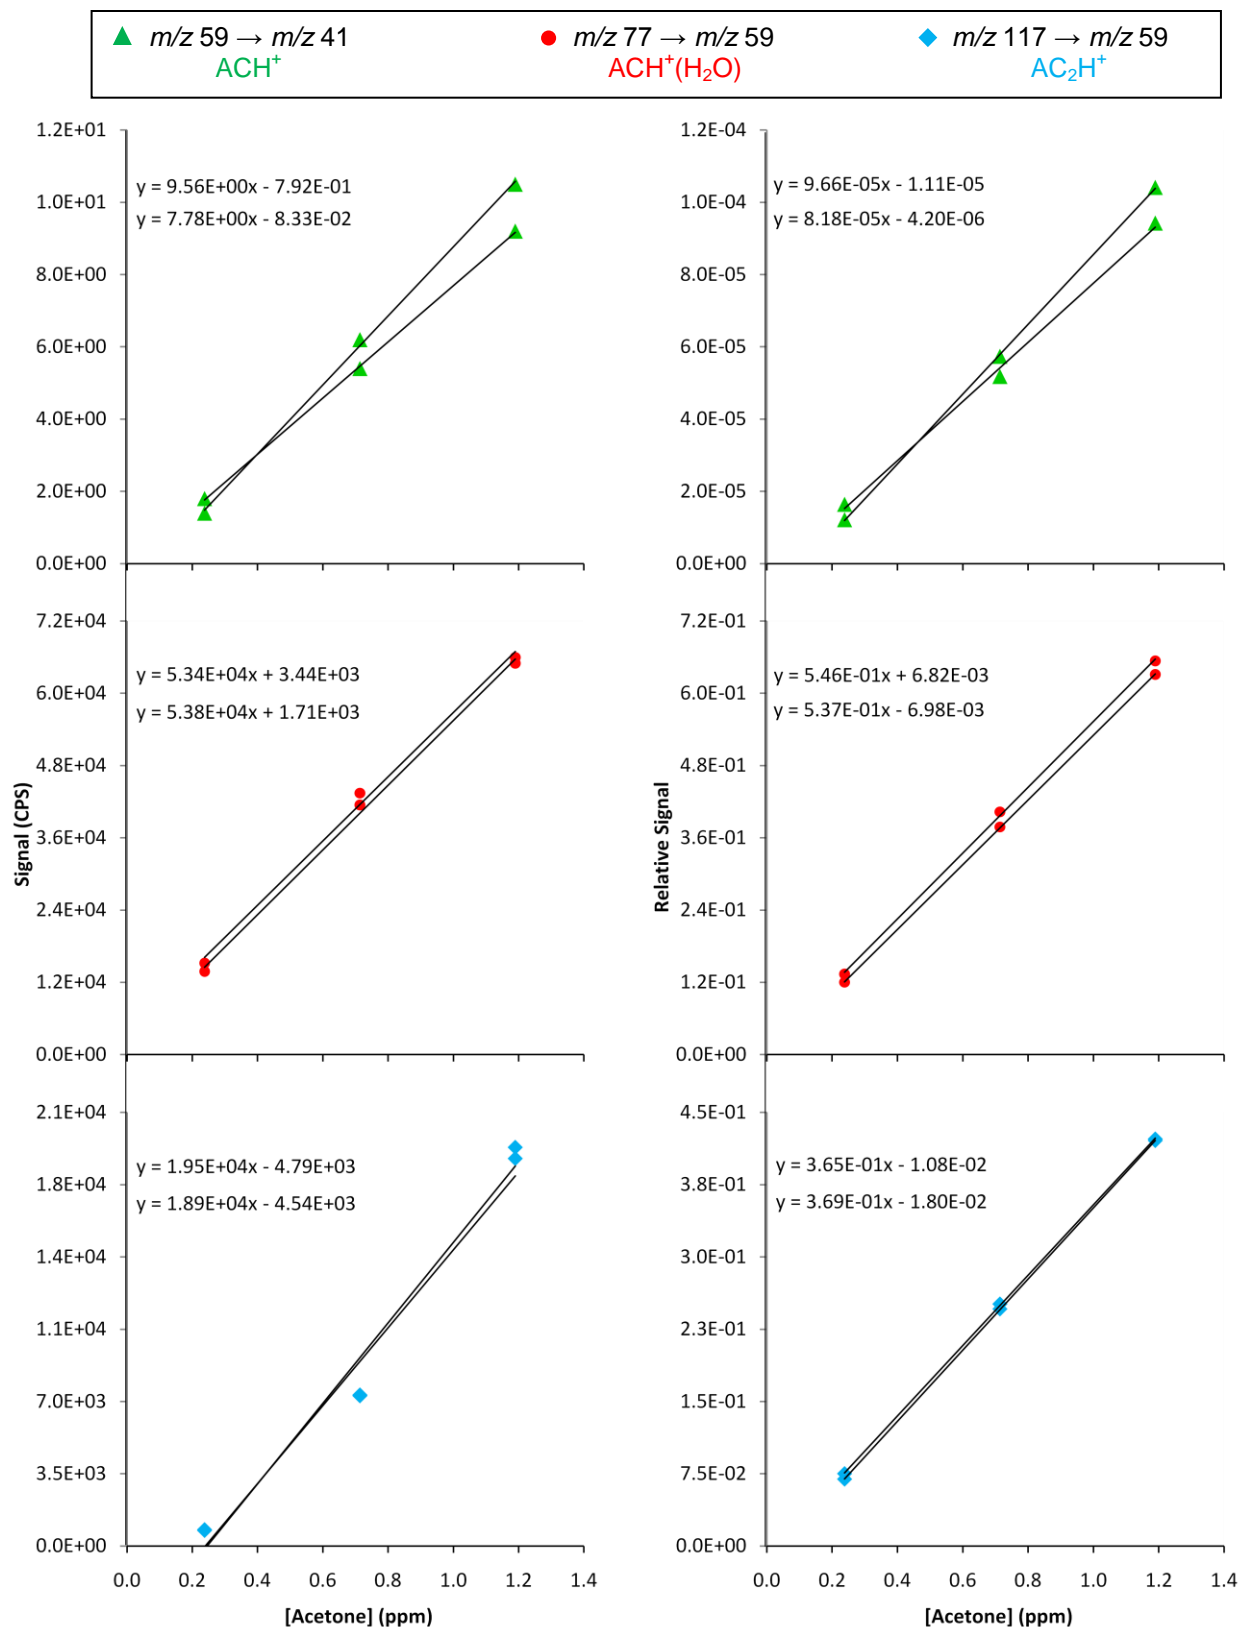 m/z 59 → m/z 41 m/z 77 → m/z 59 m/z 117 → m/z 59
ACH⁺ ACH⁺(H₂O) AC₂H⁺
1.2E+01
1.0E+01
8.0E+00
6.0E+00
4.0E+00
2.0E+00
0.0E+00
y = 9.56E+00x - 7.92E-01
y = 7.78E+00x - 8.33E-02
1.2E-04
1.0E-04
8.0E-05
6.0E-05
4.0E-05
2.0E-05
0.0E+00
y = 9.66E-05x - 1.11E-05
y = 8.18E-05x - 4.20E-06
Signal (CPS)
7.2E+04
6.0E+04
4.8E+04
3.6E+04
2.4E+04
1.2E+04
0.0E+00
y = 5.34E+04x + 3.44E+03
y = 5.38E+04x + 1.71E+03
Relative Signal
7.2E-01
6.0E-01
4.8E-01
3.6E-01
2.4E-01
1.2E-01
0.0E+00
y = 5.46E-01x + 6.82E-03
y = 5.37E-01x - 6.98E-03
2.1E+04
1.8E+04
1.4E+04
1.1E+04
7.0E+03
3.5E+03
0.0E+00
y = 1.95E+04x - 4.79E+03
y = 1.89E+04x - 4.54E+03
0.0 0.2 0.4 0.6 0.8 1.0 1.2 1.4
[Acetone] (ppm)
4.5E-01
3.8E-01
3.0E-01
2.3E-01
1.5E-01
7.5E-02
0.0E+00
y = 3.65E-01x - 1.08E-02
y = 3.69E-01x - 1.80E-02
0.0 0.2 0.4 0.6 0.8 1.0 1.2 1.4
[Acetone] (ppm)